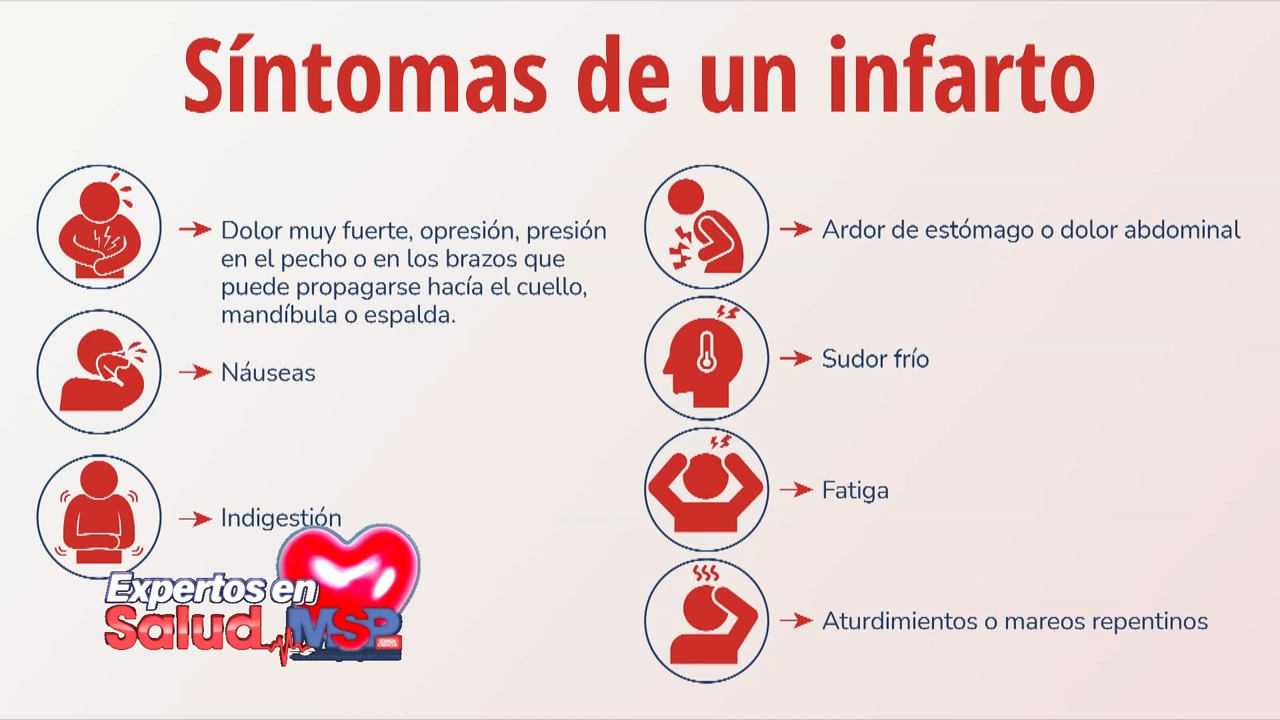 Síntomas de un infarto
Dolor muy fuerte, opresión, presión
en el pecho o en los brazos que
puede propagarse hacía el cuello,
mandíbula o espalda.
Náuseas
Indigestión
Ardor de estómago o dolor abdominal
Sudor frío
Fatiga
Aturdimientos o mareos repentinos
Expertos en
Salud MSP
SOMOS
CIENCIA